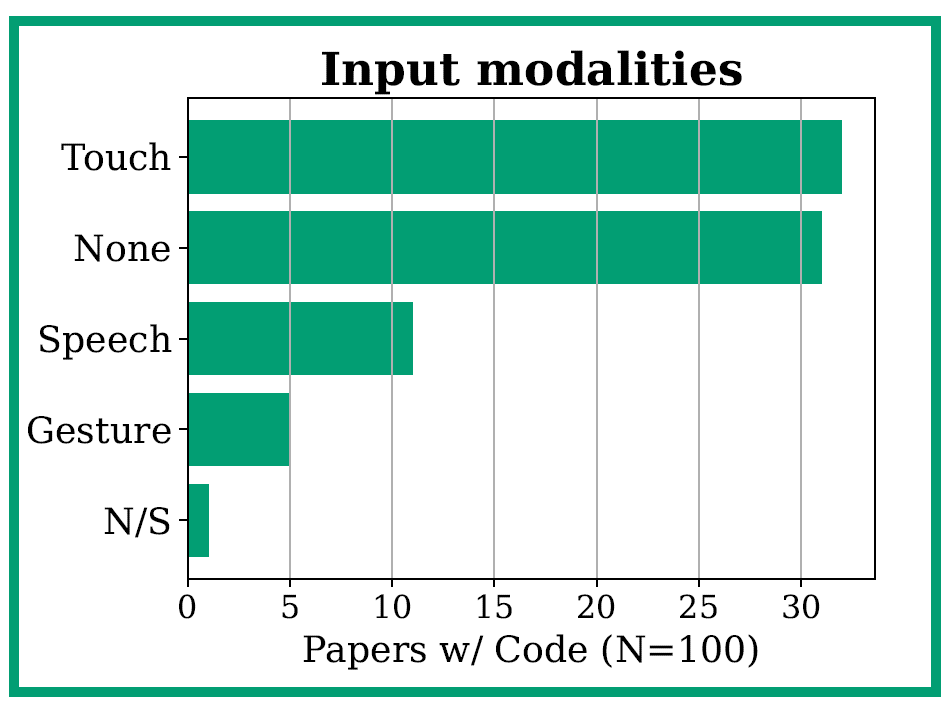 Input modalities
Touch
None
Speech
Gesture
N/S
0 5 10 15 20 25 30
Papers w/ Code (N=100)